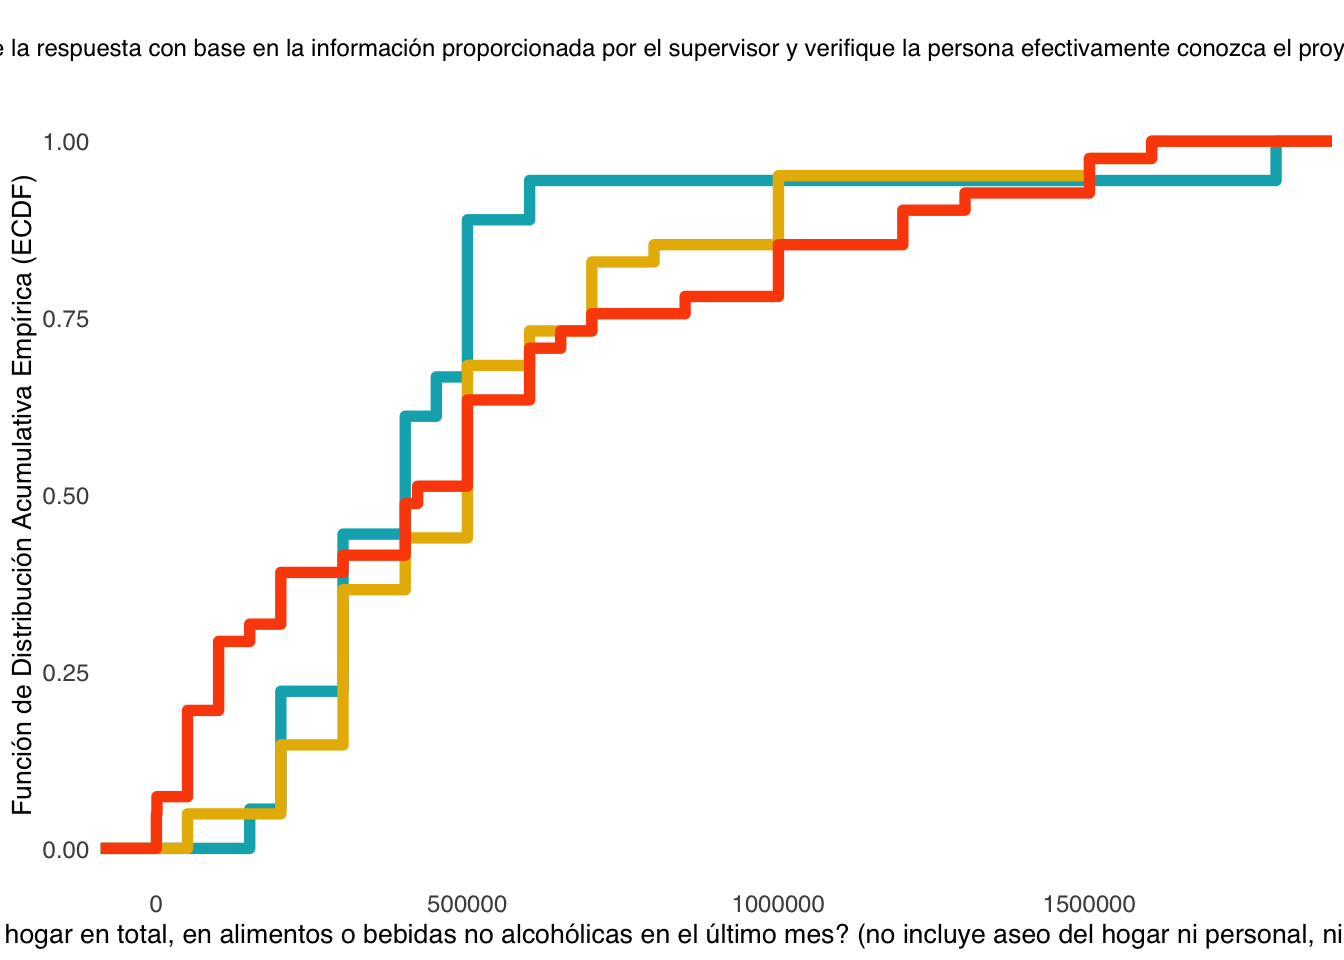 e la respuesta con base en la información proporcionada por el supervisor y verifique la persona efectivamente conozca el proy
1.00
0.75
0.50
0.25
0.00
Función de Distribución Acumulativa Empírica (ECDF)
0 500000 1000000 1500000
hogar en total, en alimentos o bebidas no alcohólicas en el último mes? (no incluye aseo del hogar ni personal, ni